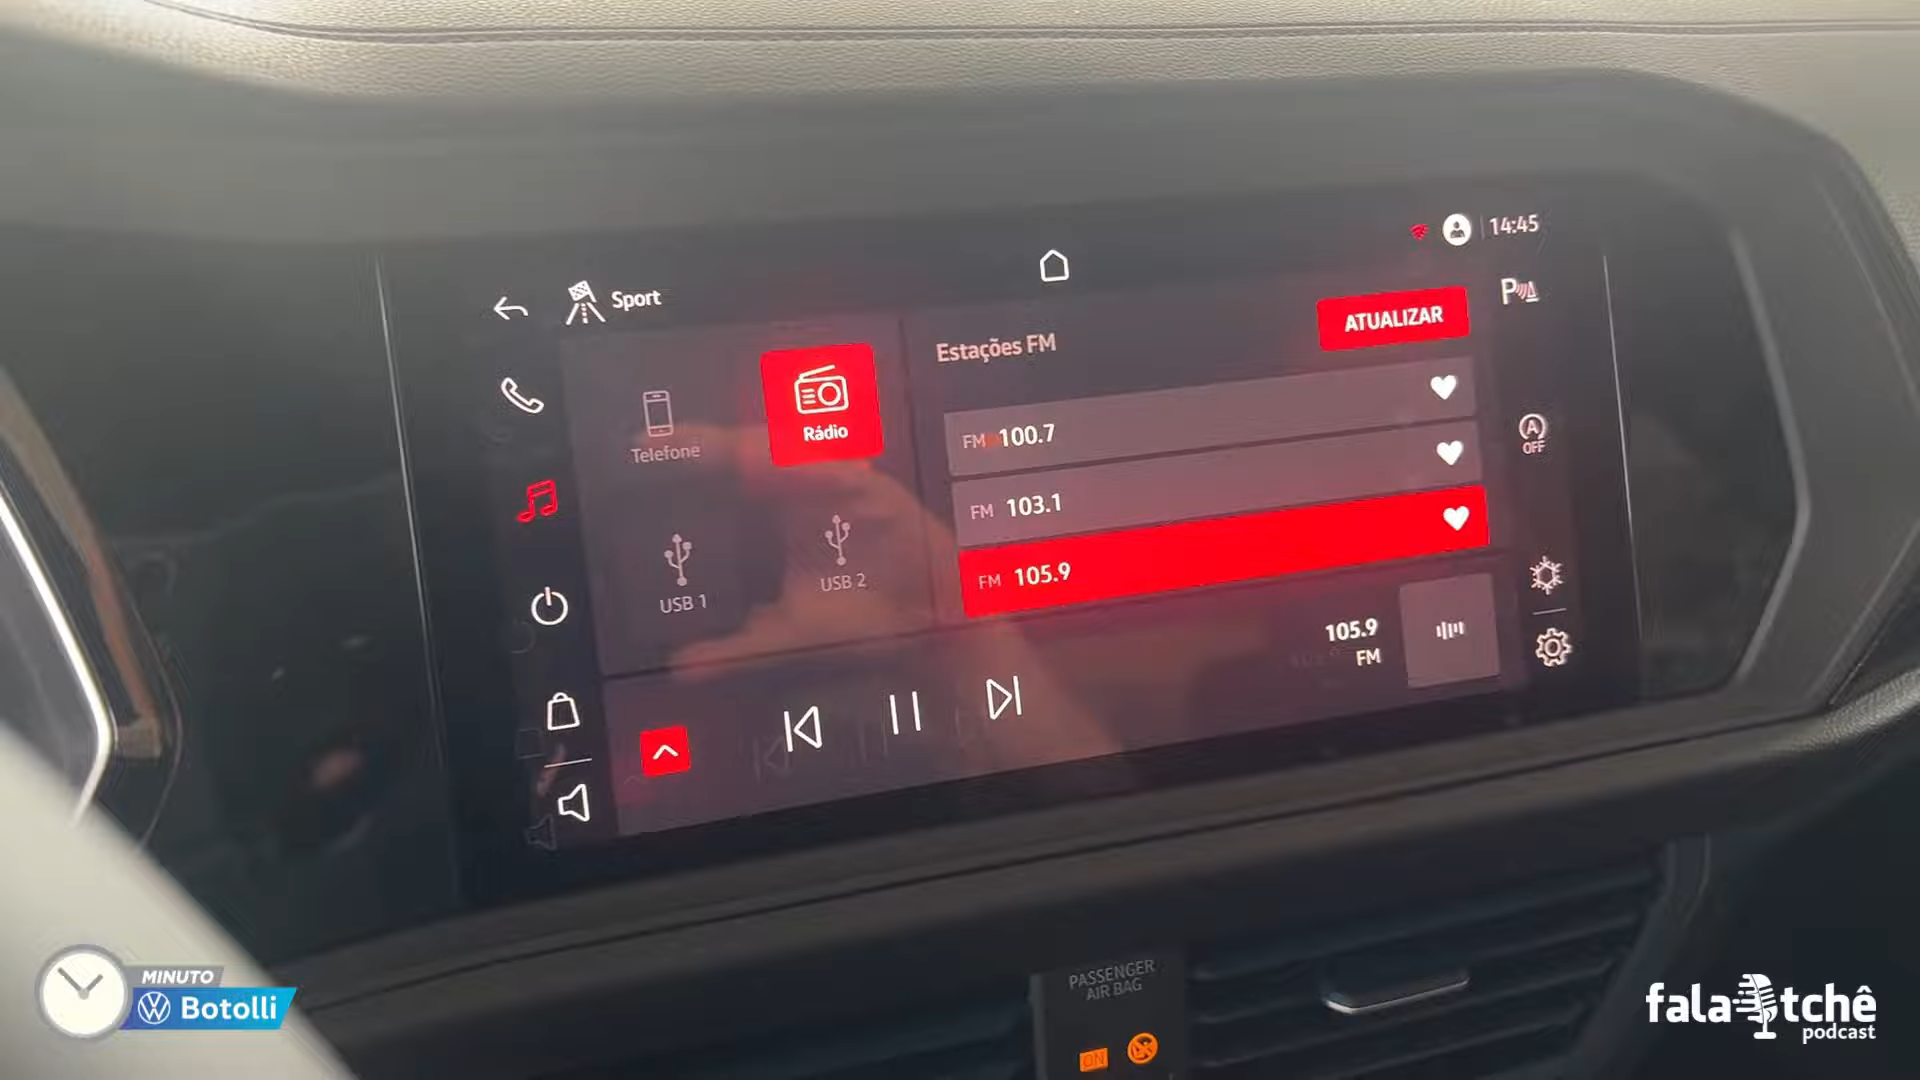 14:45
Sport
Estações FM
ATUALIZAR
P
Telefone
Rádio
FM 100.7
A
OFF
FM 103.1
USB 1
USB 2
FM 105.9
105.9
FM
PASSENGER
AIR BAG
ON
MINUTO
Botolli
fala tchê
podcast